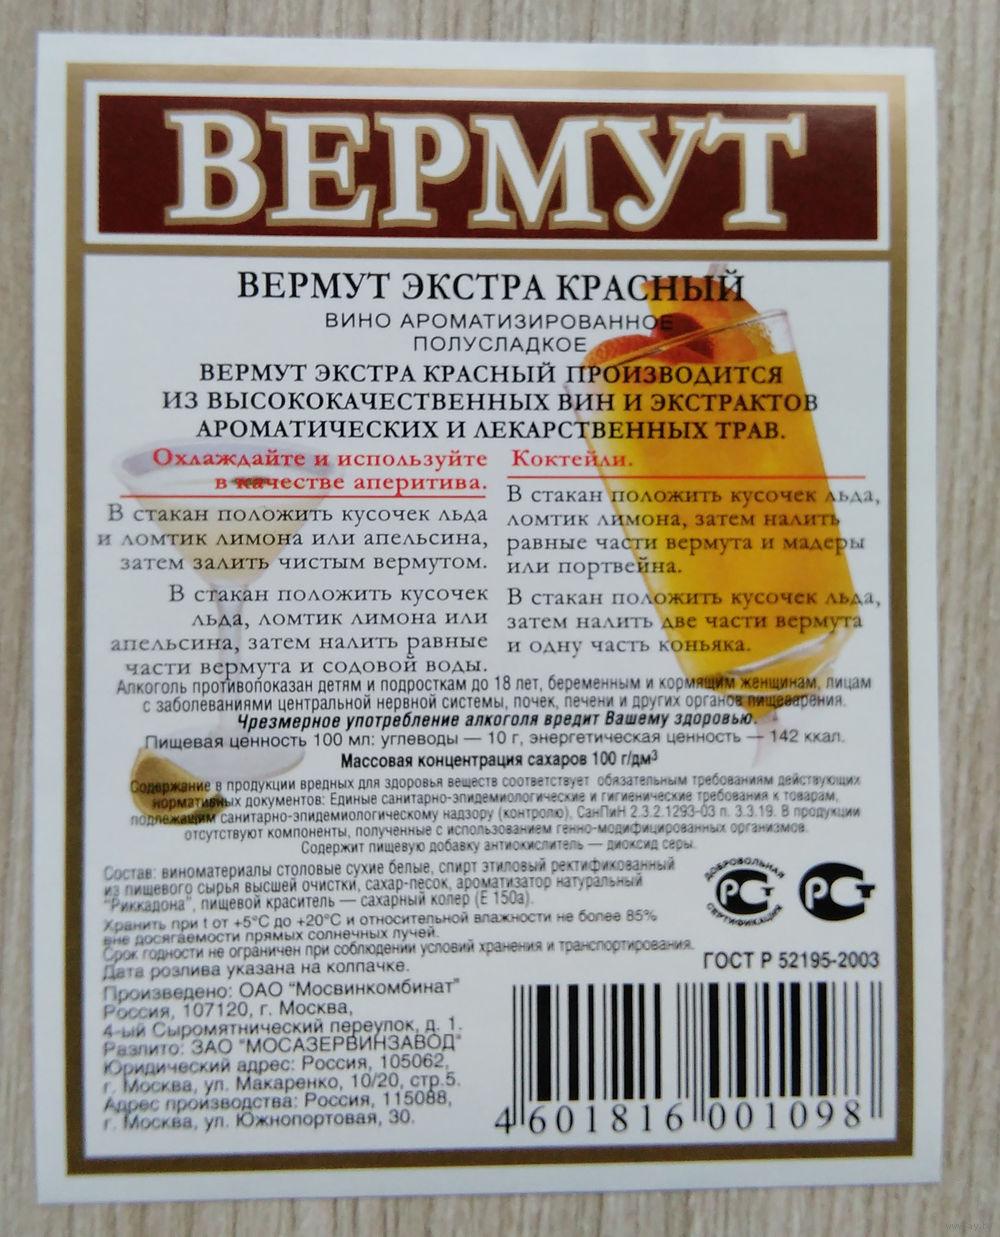 ВЕРМУТ
ВЕРМУТ ЭКСТРА КРАСНЫЙ
ВИНО АРОМАТИЗИРОВАННОЕ
ПОЛУСЛАДКОЕ
ВЕРМУТ ЭКСТРА КРАСНЫЙ ПРОИЗВОДИТСЯ
ИЗ ВЫСОКОКАЧЕСТВЕННЫХ ВИН И ЭКСТРАКТОВ
АРОМАТИЧЕСКИХ И ЛЕКАРСТВЕННЫХ ТРАВ.
Охлаждайте и используйте
в качестве аперитива.
В стакан положить кусочек льда
и ломтик лимона или апельсина,
затем залить чистым вермутом.
В стакан положить кусочек
льда, ломтик лимона или
апельсина, затем налить равные
части вермута и содовой воды.
Коктейли.
В стакан положить кусочек льда,
ломтик лимона, затем налить
равные части вермута и мадеры
или портвейна.
В стакан положить кусочек льда,
затем налить две части вермута
и одну часть коньяка.
Алкоголь противопоказан детям и подросткам до 18 лет, беременным и кормящим женщинам, лицам
с заболеваниями центральной нервной системы, почек, печени и других органов пищеварения.
Чрезмерное употребление алкоголя вредит Вашему здоровью.
Пищевая ценность 100 мл: углеводы — 10 г, энергетическая ценность — 142 ккал.
Массовая концентрация сахаров 100 г/дм³
Содержание в продукции вредных для здоровья веществ соответствует обязательным требованиям действующих
нормативных документов: Единые санитарно-эпидемиологические и гигиенические требования к товарам,
подлежащим санитарно-эпидемиологическому надзору (контролю), СанПиН 2.3.2.1293-03 п. 3.3.19. В продукции
отсутствуют компоненты, полученные с использованием генно-модифицированных организмов.
Содержит пищевую добавку антиокислитель — диоксид серы.
Состав: виноматериалы столовые сухие белые, спирт этиловый ректификованный
из пищевого сырья высшей очистки, сахар-песок, ароматизатор натуральный
"Риккадона", пищевой краситель — сахарный колер (Е 150а).
Хранить при t от +5°C до +20°C и относительной влажности не более 85%
вне досягаемости прямых солнечных лучей.
Срок годности не ограничен при соблюдении условий хранения и транспортирования.
Дата розлива указана на колпачке.
ДОБРОВОЛЬНАЯ
РСТ
СЕРТИФИКАЦИЯ
РСТ
ГОСТ Р 52195-2003
Произведено: ОАО "Мосвинкомбинат"
Россия, 107120, г. Москва,
4-ый Сыромятнический переулок, д. 1.
Разлито: ЗАО "МОСАЗЕРВИНЗАВОД"
Юридический адрес: Россия, 105062,
г. Москва, ул. Макаренко, 10/20, стр.5.
Адрес производства: Россия, 115088,
г. Москва, ул. Южнопортовая, 30.
4 601816 001098